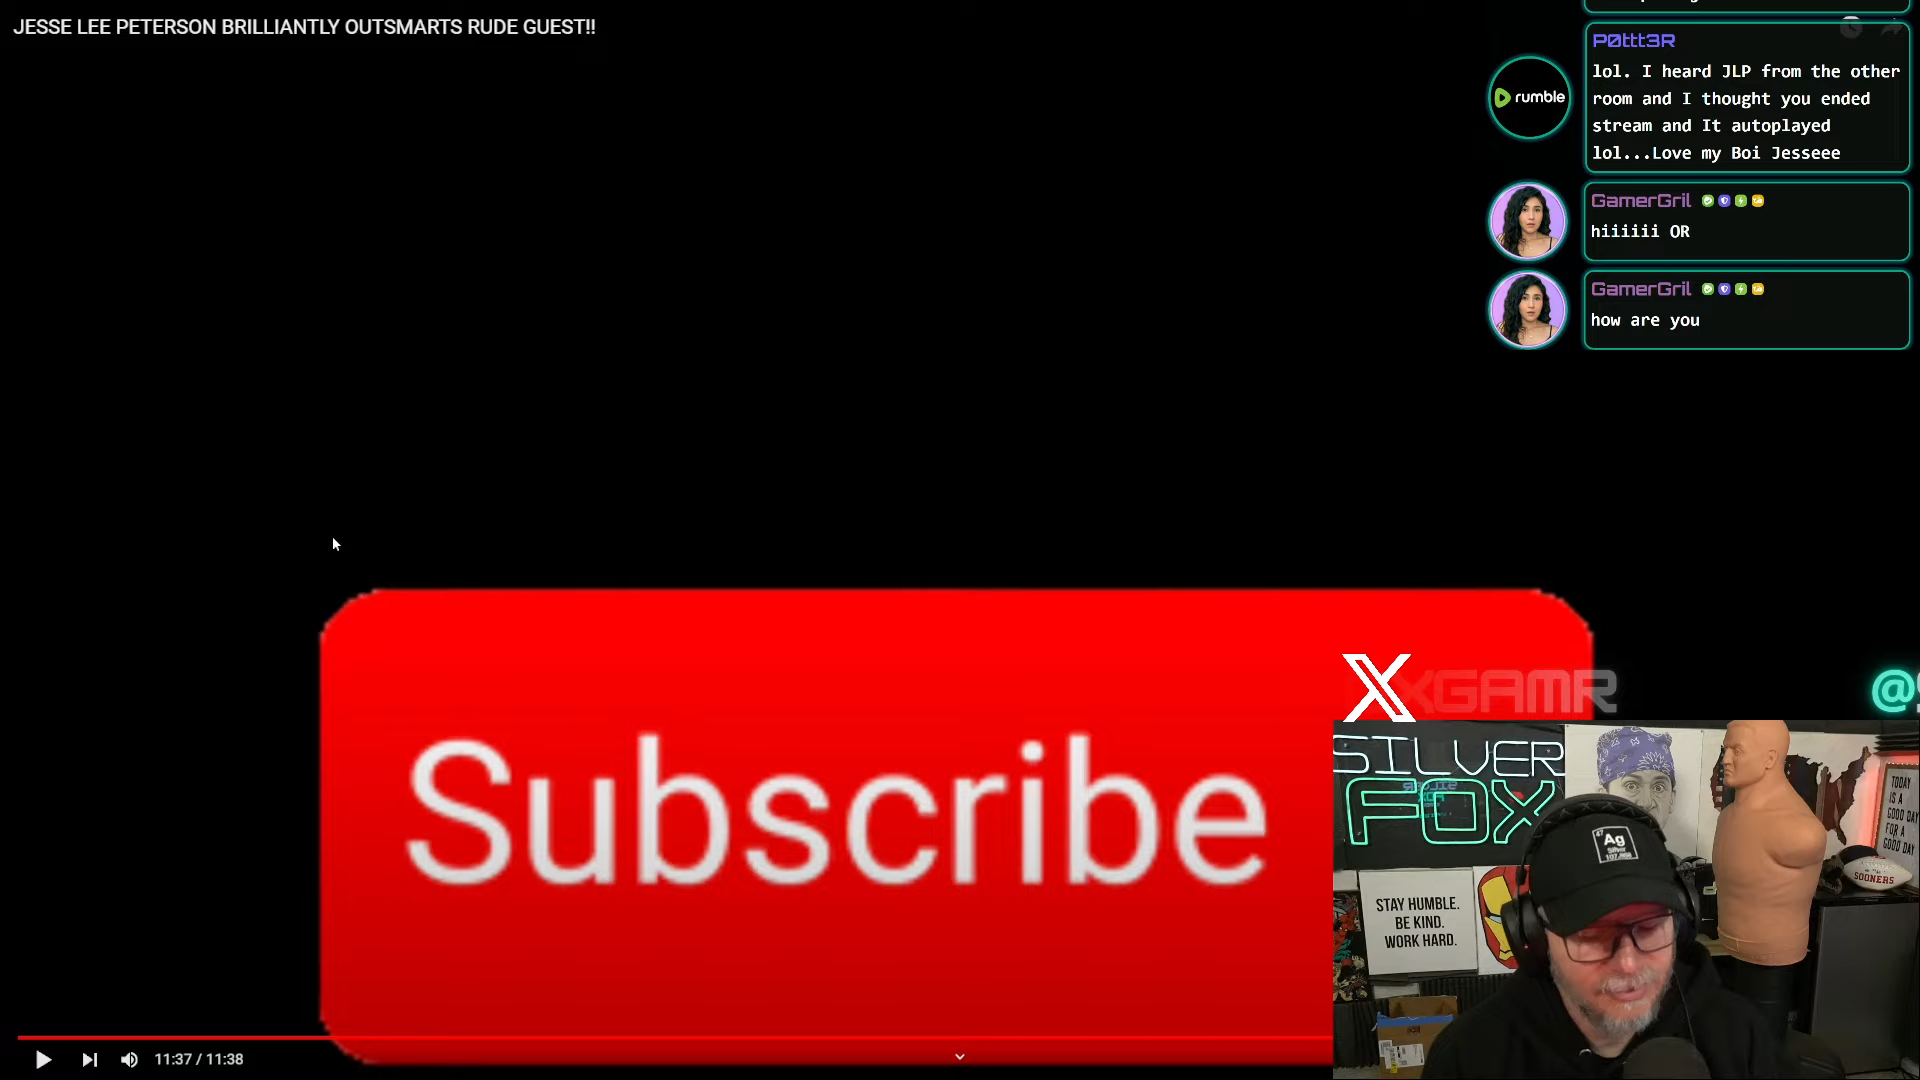 JESSE LEE PETERSON BRILLIANTLY OUTSMARTS RUDE GUEST!!
PØttt3R
lol. I heard JLP from the other
room and I thought you ended
stream and It autoplayed
lol...Love my Boi Jesseee
rumble
GamerGril
hiiiiii OR
GamerGril
how are you
Subscribe
XGAMR
@
SILVER
FOX
TODAY
IS A
GOOD DAY
FOR A
GOOD DAY
47
Ag
Silver
SOONERS
STAY HUMBLE.
BE KIND.
WORK HARD.
11:37 / 11:38